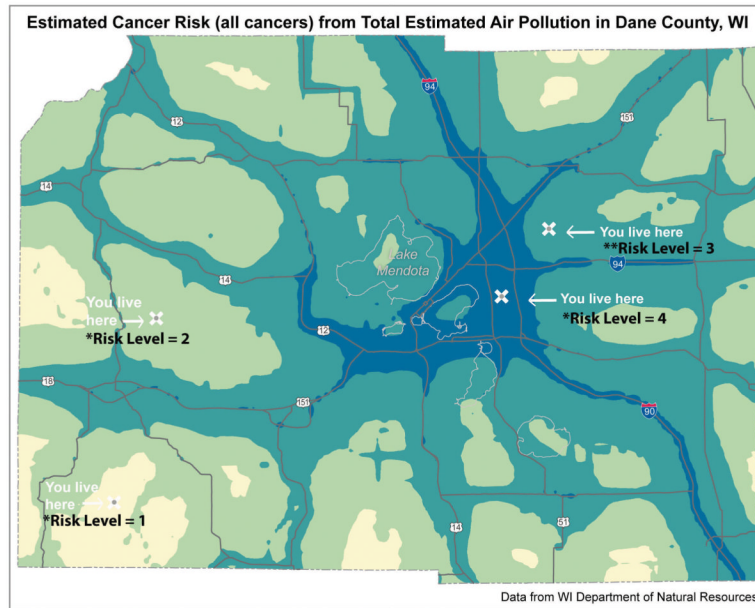 Estimated Cancer Risk (all cancers) from Total Estimated Air Pollution in Dane County, WI
94
12
151
14
You live here
**Risk Level = 3
Lake
Mendota
94
14
You live here
*Risk Level = 4
You live
here
*Risk Level = 2
12
18
151
90
You live
here
*Risk Level = 1
14
51
18
Data from WI Department of Natural Resources